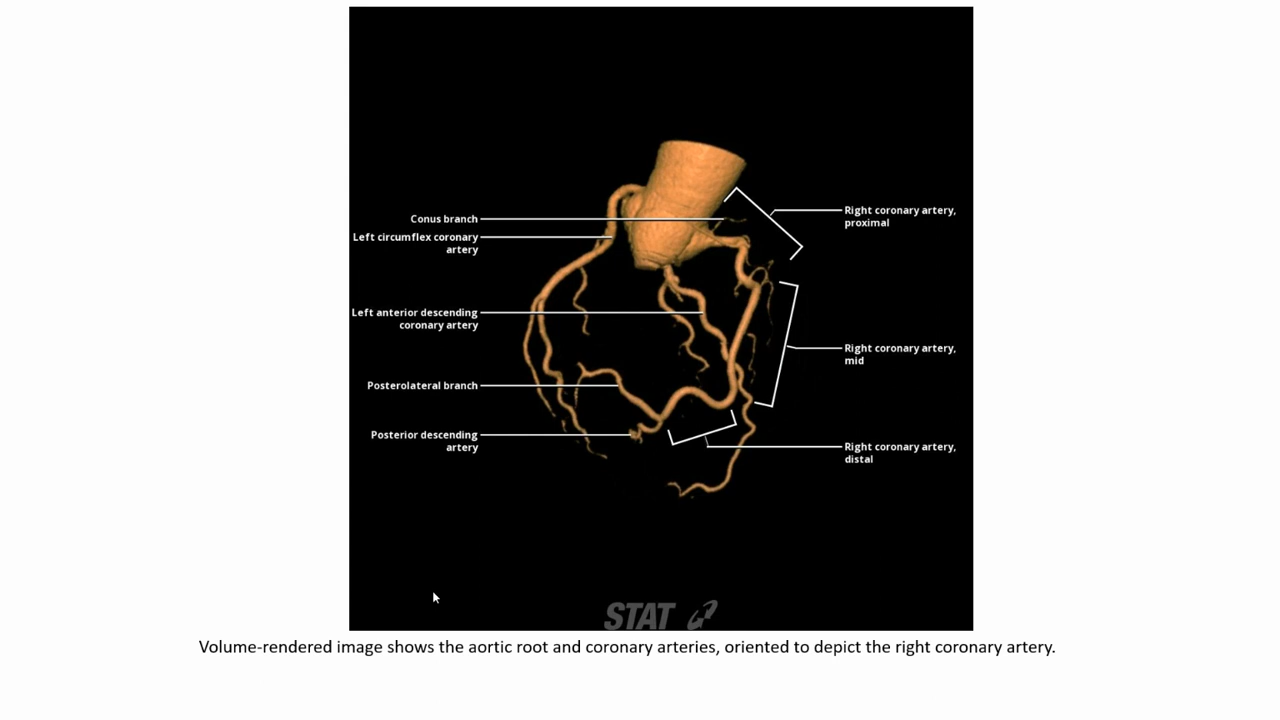 Conus branch
Left circumflex coronary
artery
Left anterior descending
coronary artery
Posterolateral branch
Posterior descending
artery
Right coronary artery,
proximal
Right coronary artery,
mid
Right coronary artery,
distal
STAT
Volume-rendered image shows the aortic root and coronary arteries, oriented to depict the right coronary artery.